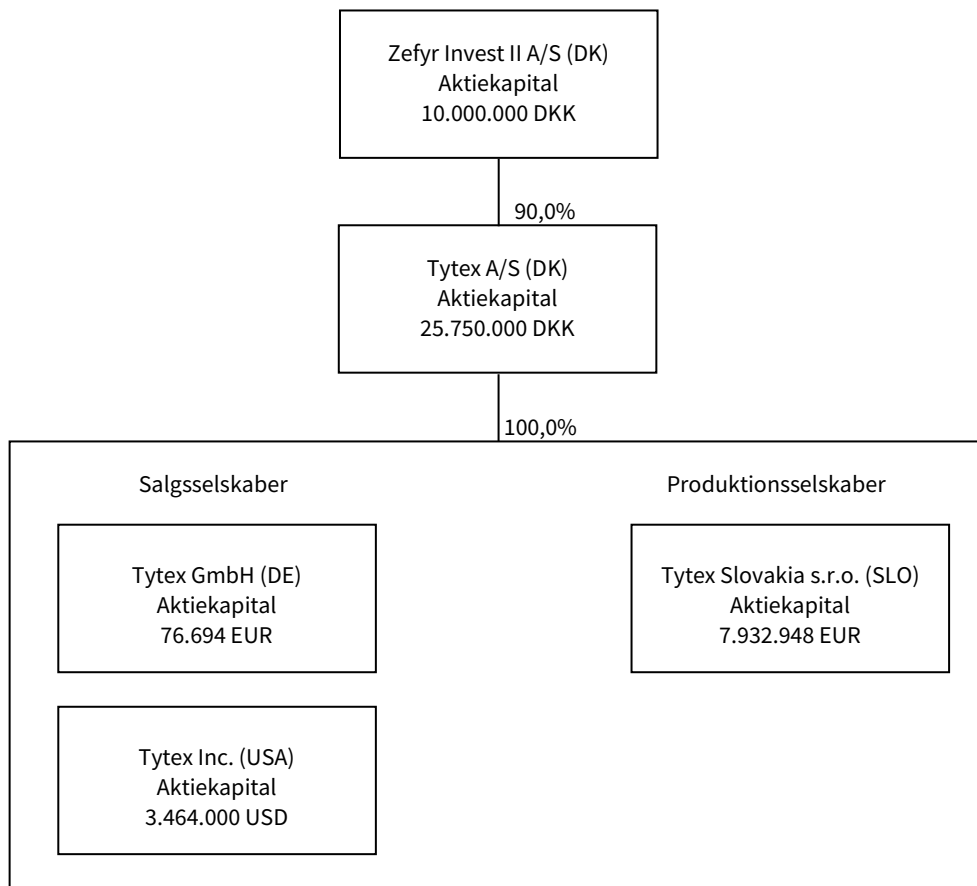 Zefyr Invest II A/S (DK)
Aktiekapital
10.000.000 DKK
90,0%
Tytex A/S (DK)
Aktiekapital
25.750.000 DKK
100,0%
Salgsselskaber
Produktionsselskaber
Tytex GmbH (DE)
Aktiekapital
76.694 EUR
Tytex Slovakia s.r.o. (SLO)
Aktiekapital
7.932.948 EUR
Tytex Inc. (USA)
Aktiekapital
3.464.000 USD